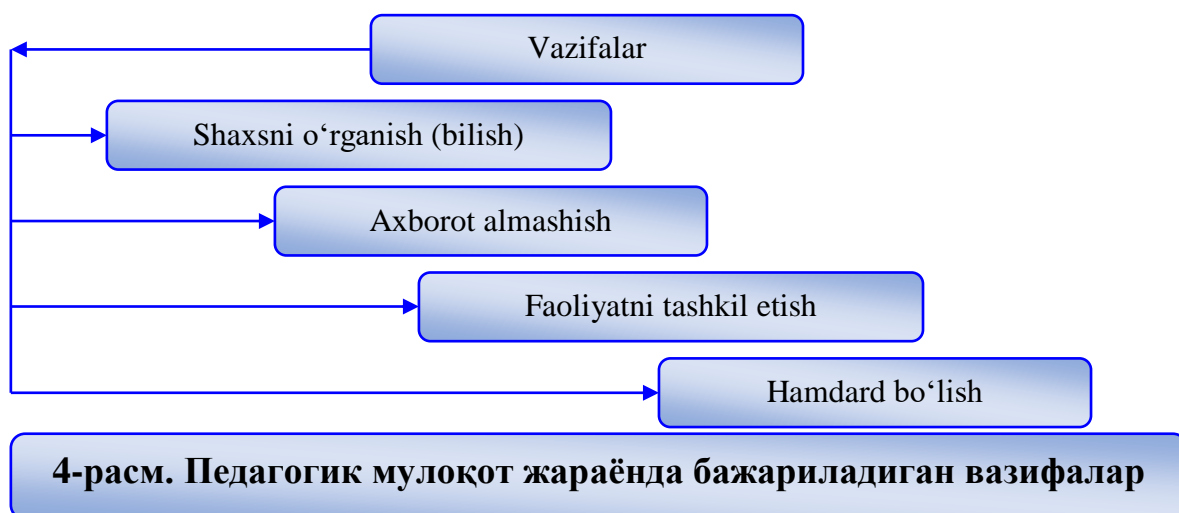 Vazifalar
Shaxsni o‘rganish (bilish)
Axborot almashish
Faoliyatni tashkil etish
Hamdard bo‘lish
4-расм. Педагогик мулоқот жараёнда бажариладиган вазифалар